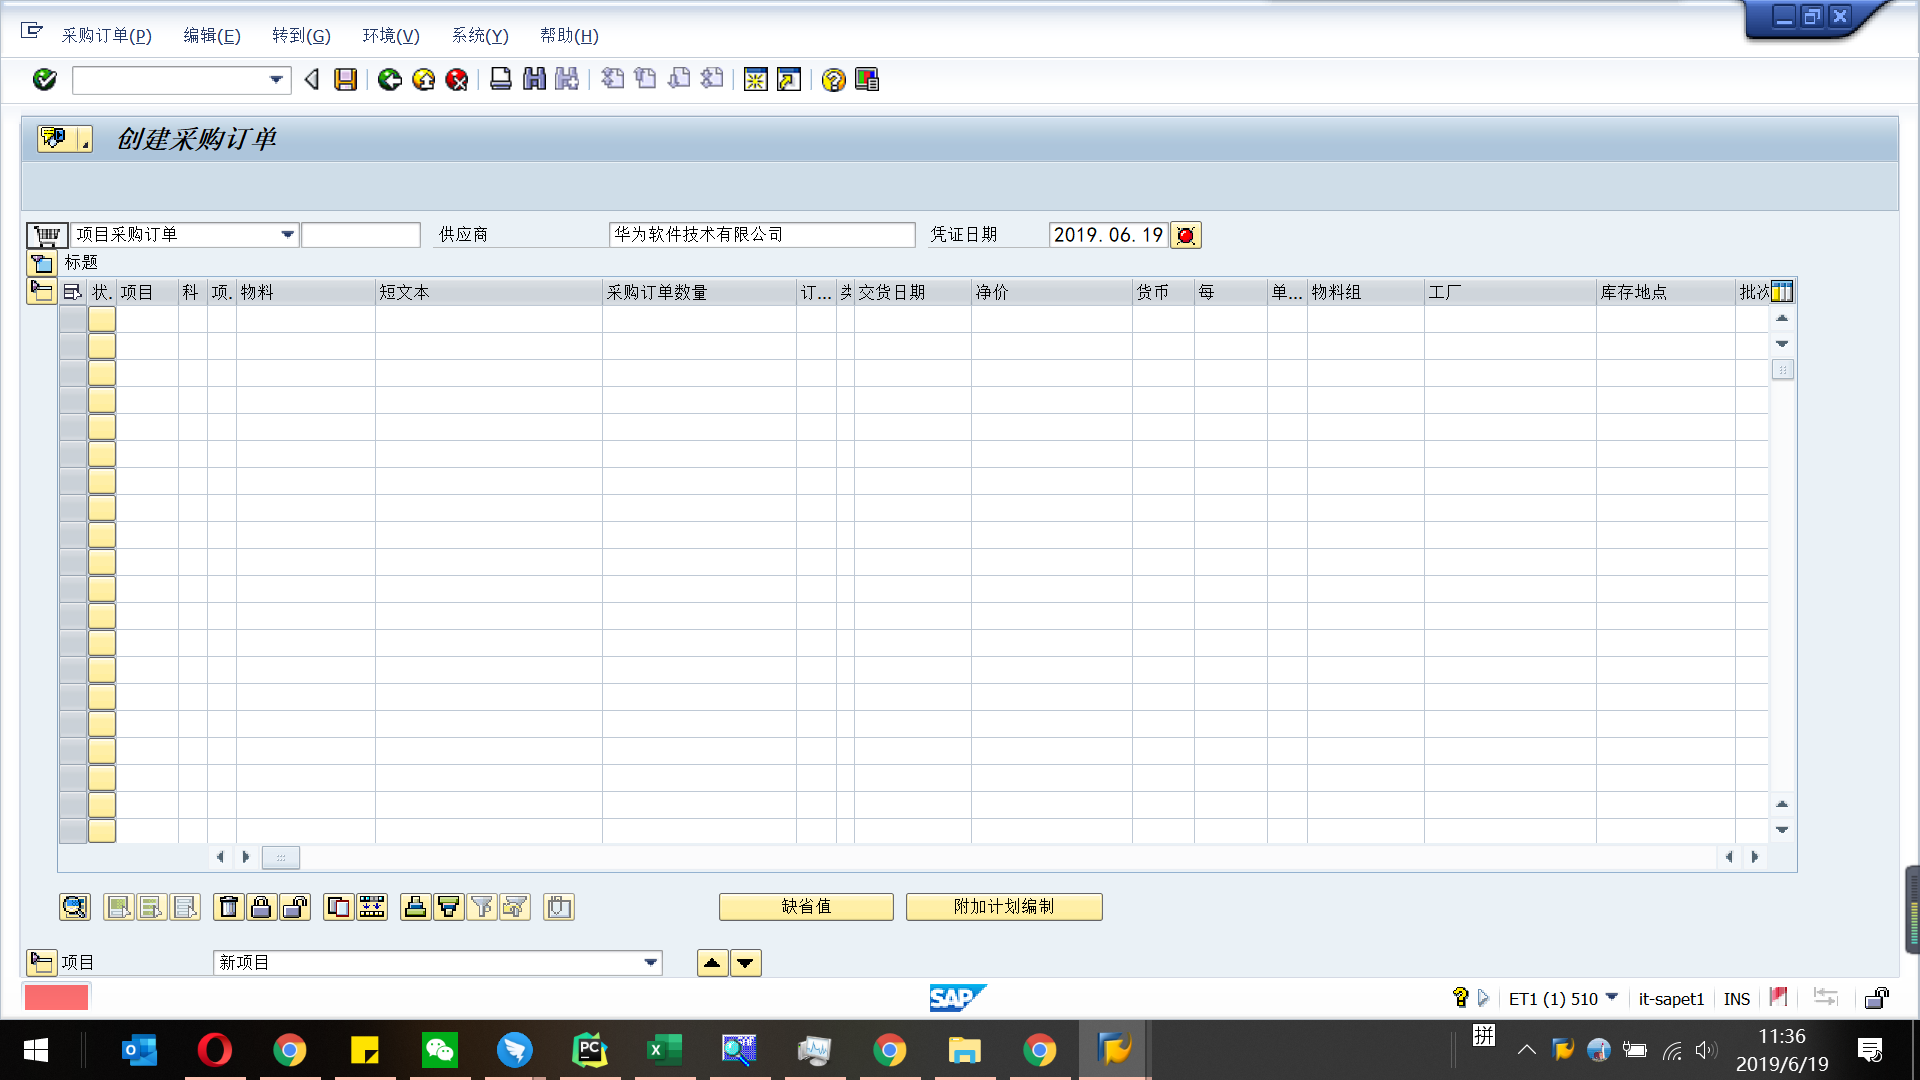 采购订单(P) 编辑(E) 转到(G) 环境(V) 系统(Y) 帮助(H)
创建采购订单
项目采购订单 供应商 华为软件技术有限公司 凭证日期 2019.06.19
标题
状. 项目 科 项. 物料 短文本 采购订单数量 订... 交货日期 净价 货币 每 单... 物料组 工厂 库存地点 批次
缺省值 附加计划编制
项目 新项目
SAP ET1 (1) 510 it-sapet1 INS
拼
11:36
2019/6/19